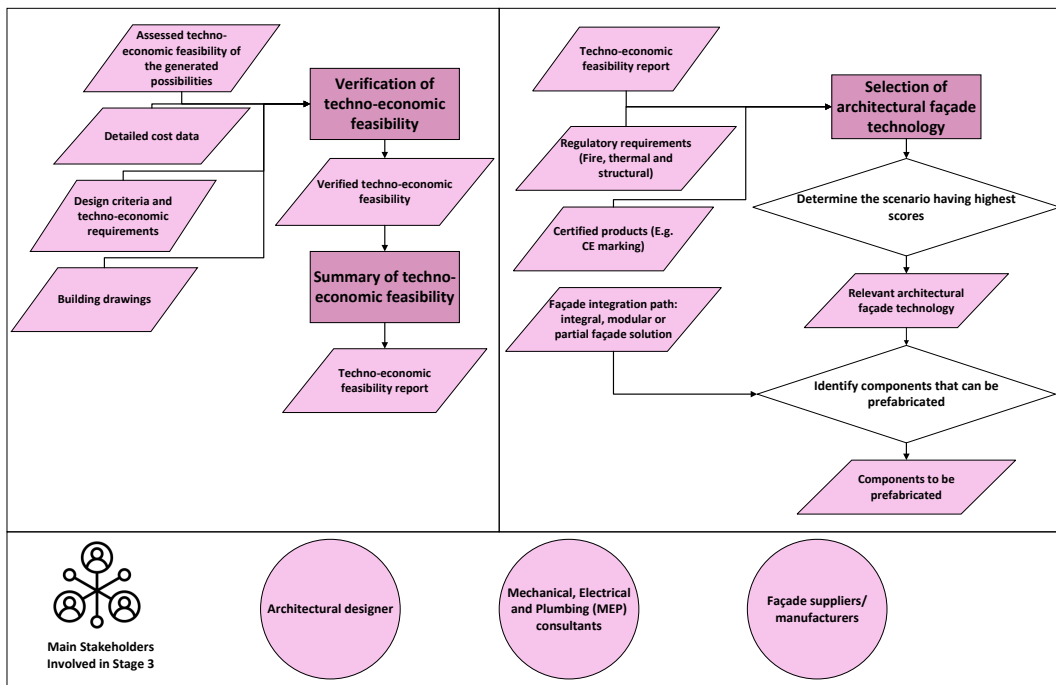 Assessed techno-
economic feasibility of
the generated
possibilities
Detailed cost data
Design criteria and
techno-economic
requirements
Building drawings
Verification of
techno-economic
feasibility
Verified techno-economic
feasibility
Summary of techno-
economic feasibility
Techno-economic
feasibility report
Techno-economic
feasibility report
Regulatory requirements
(Fire, thermal and
structural)
Certified products (E.g.
CE marking)
Façade integration path:
integral, modular or
partial façade solution
Selection of
architectural façade
technology
Determine the scenario having highest
scores
Relevant architectural
façade technology
Identify components that can be
prefabricated
Components to be
prefabricated
Main Stakeholders
Involved in Stage 3
Architectural designer
Mechanical, Electrical
and Plumbing (MEP)
consultants
Façade suppliers/
manufacturers